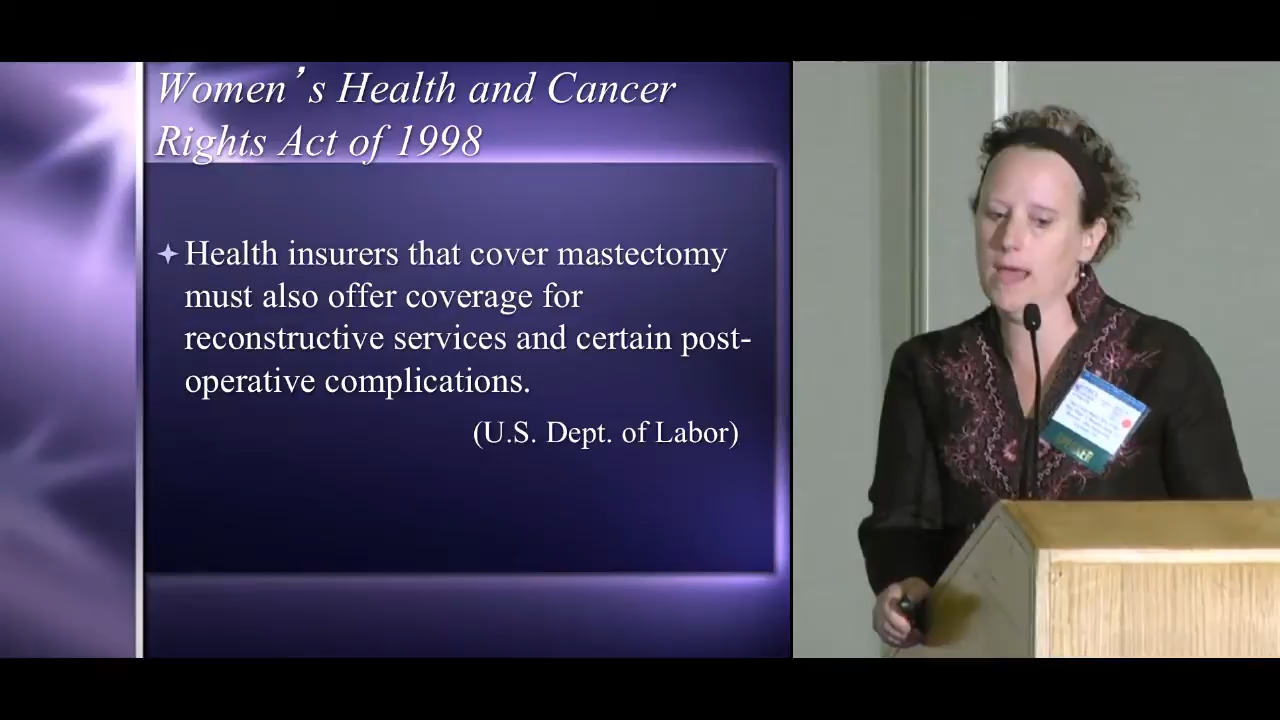 Women’s Health and Cancer
Rights Act of 1998
Health insurers that cover mastectomy
must also offer coverage for
reconstructive services and certain post-
operative complications.
(U.S. Dept. of Labor)